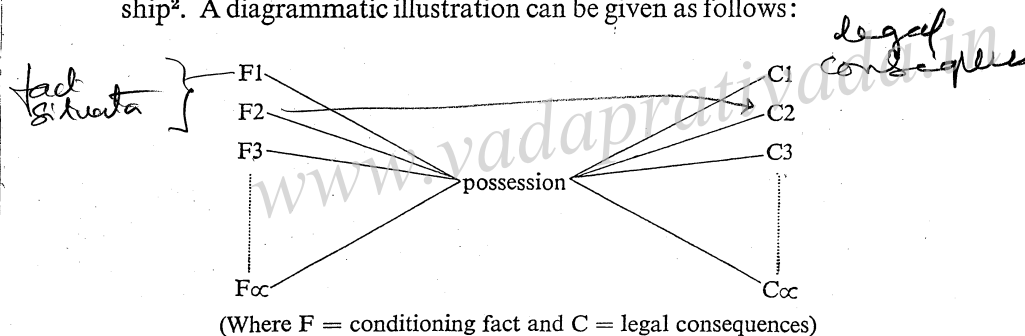 ship². A diagrammatic illustration can be given as follows:
legal
fact
situata
F1
C1
F2
C2
F3
C3
possession
F∝
C∝
(Where F = conditioning fact and C = legal consequences)
www.vadaprativada.in